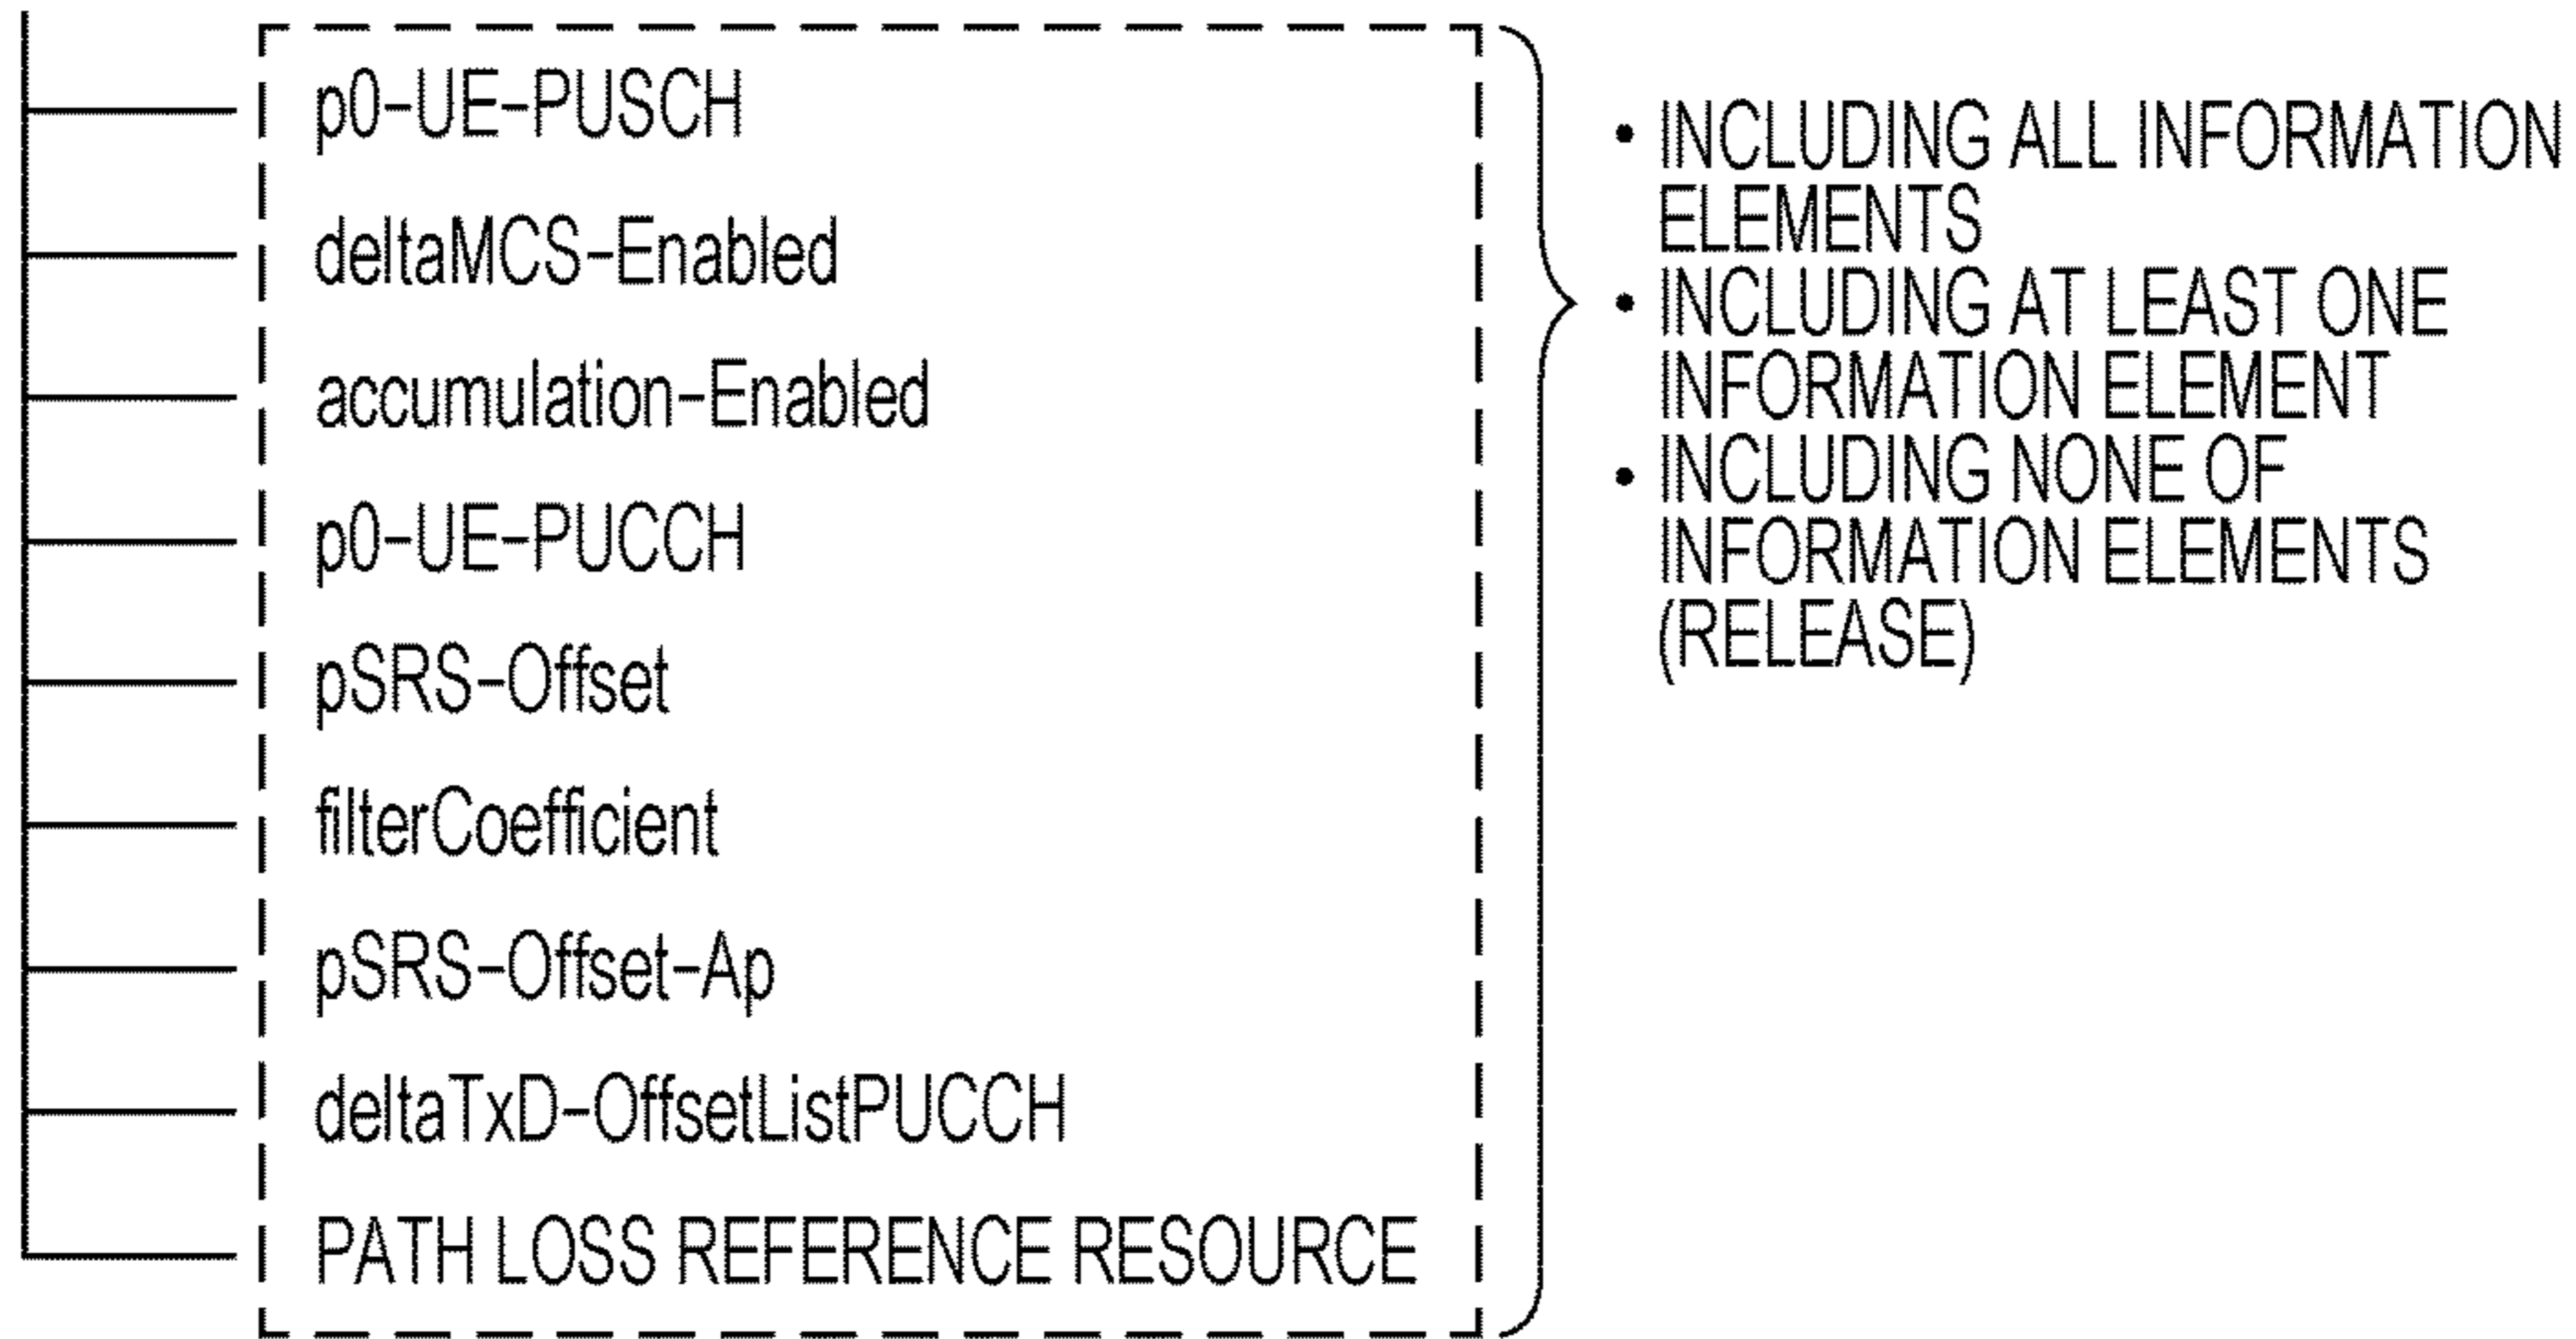 p0-UE-PUSCH
deltaMCS-Enabled
accumulation-Enabled
p0-UE-PUCCH
pSRS-Offset
filterCoefficient
pSRS-Offset-Ap
deltaTxD-OffsetListPUCCH
PATH LOSS REFERENCE RESOURCE
• INCLUDING ALL INFORMATION
ELEMENTS
• INCLUDING AT LEAST ONE
INFORMATION ELEMENT
• INCLUDING NONE OF
INFORMATION ELEMENTS
(RELEASE)